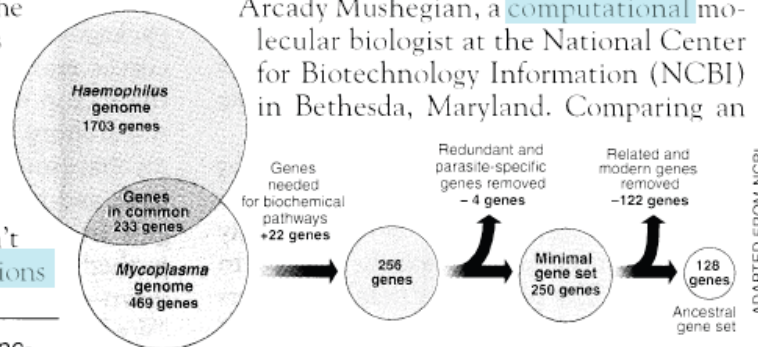 Arcady Mushegian, a computational mo-
lecular biologist at the National Center
for Biotechnology Information (NCBI)
in Bethesda, Maryland. Comparing an
Haemophilus
genome
1703 genes
Genes
in common
233 genes
Mycoplasma
genome
469 genes
Genes
needed
for biochemical
pathways
+22 genes
256
genes
Redundant and
parasite-specific
genes removed
– 4 genes
Minimal
gene set
250 genes
Related and
modern genes
removed
–122 genes
128
genes
Ancestral
gene set
ADAPTED FROM NCBI
't
ions